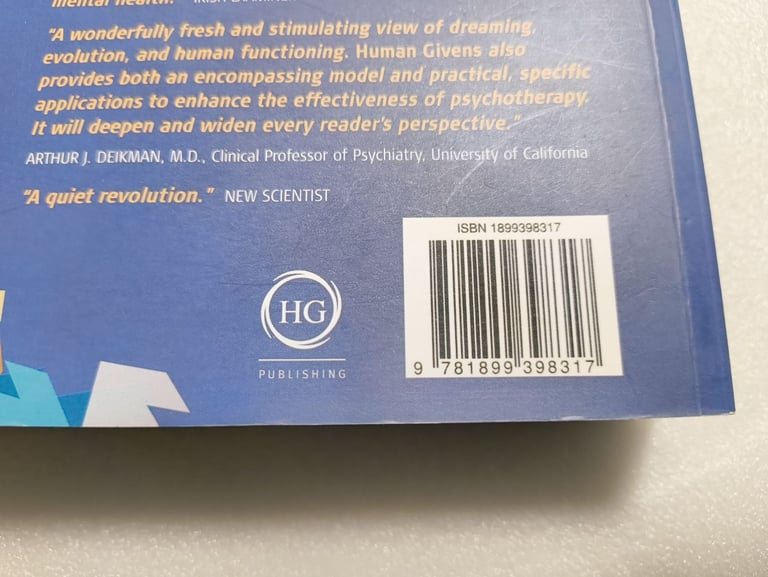 mental health."
"A wonderfully fresh and stimulating view of dreaming,
evolution, and human functioning. Human Givens also
provides both an encompassing model and practical, specific
applications to enhance the effectiveness of psychotherapy.
It will deepen and widen every reader's perspective."
ARTHUR J. DEIKMAN, M.D., Clinical Professor of Psychiatry, University of California
"A quiet revolution." NEW SCIENTIST
ISBN 1899398317
HG
PUBLISHING
9 781899 398317